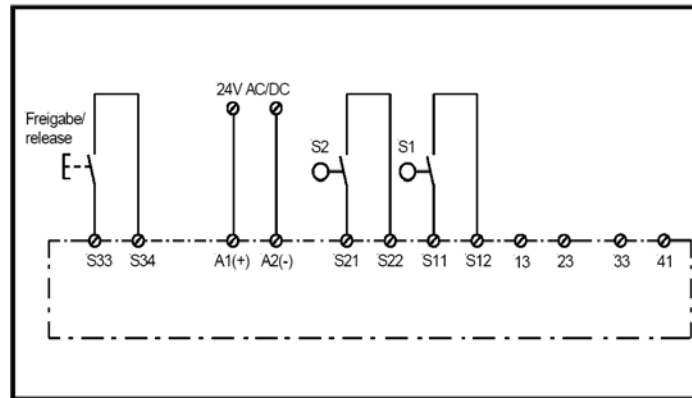 24V AC/DC
Freigabe/
release
S2
S1
S33 S34 A1(+) A2(-) S21 S22 S11 S12 13 23 33 41